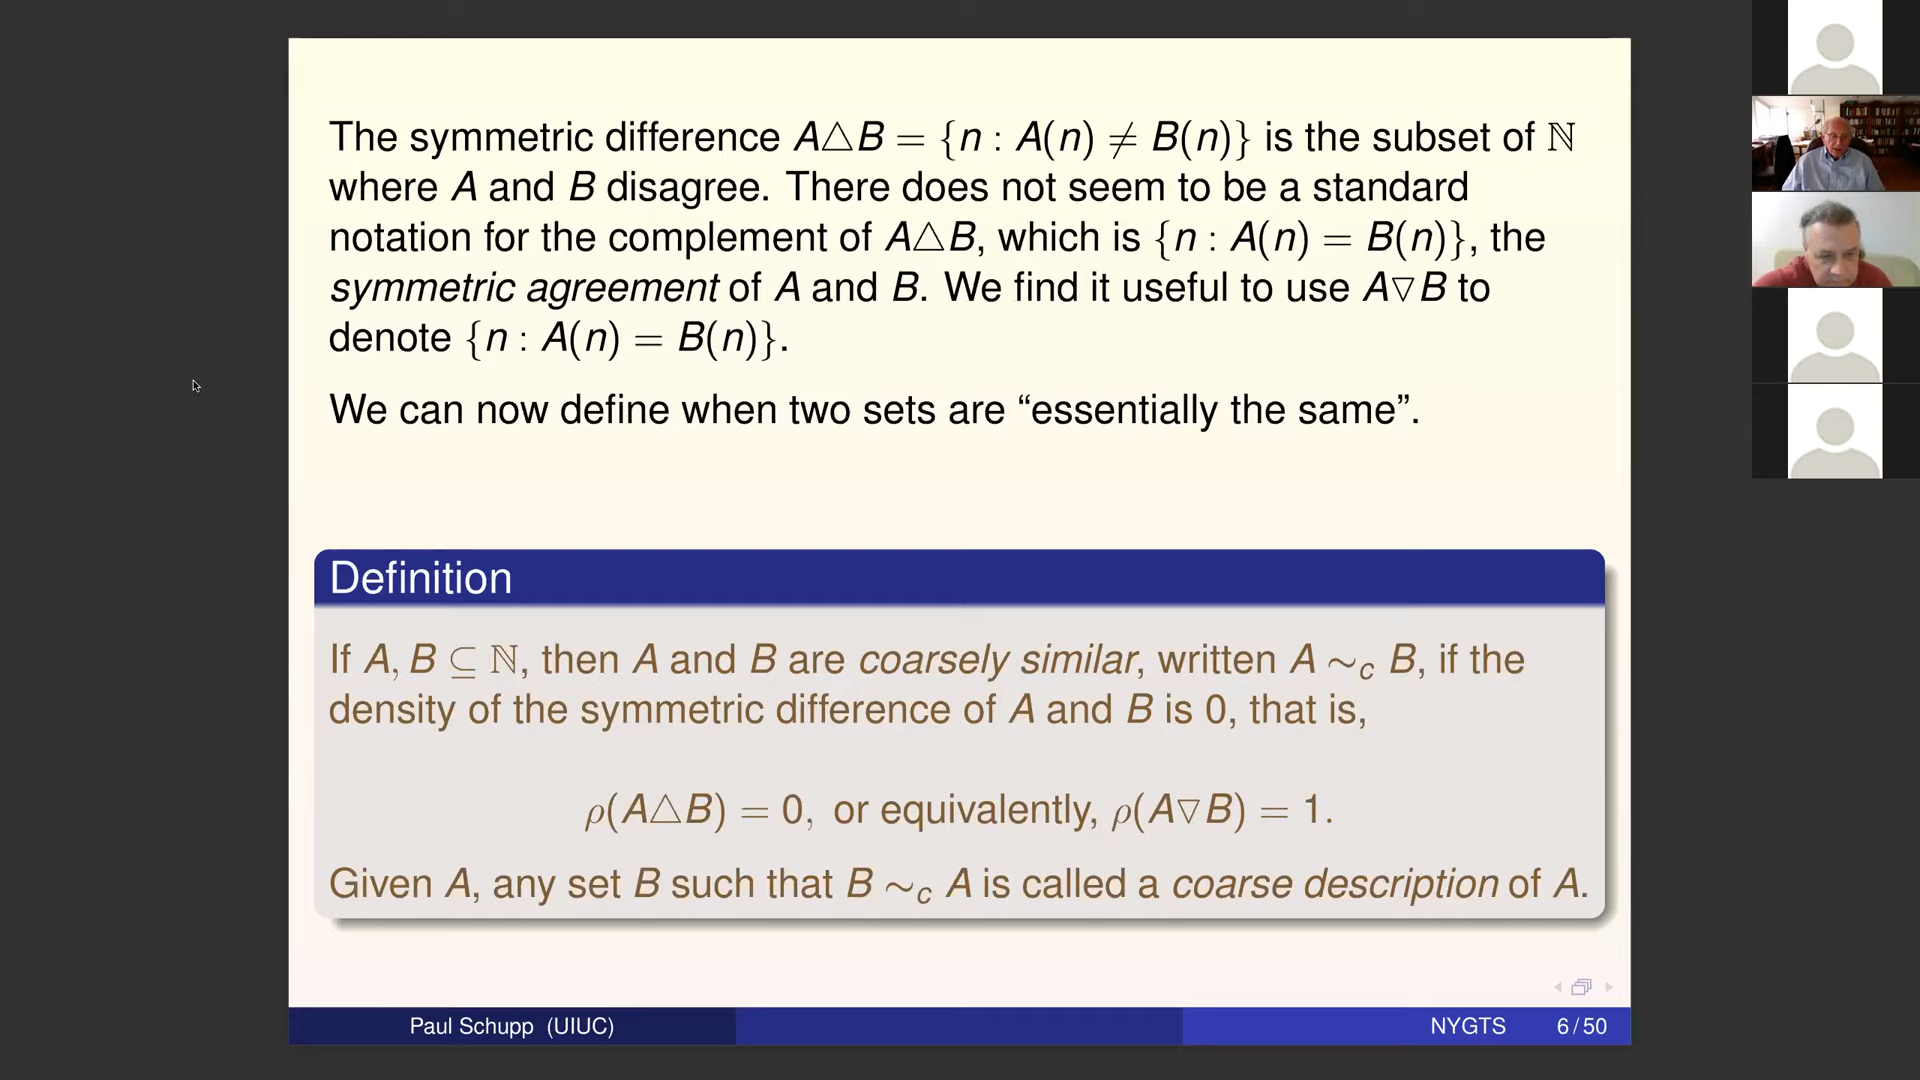 The symmetric difference A△B = {n : A(n) ≠ B(n)} is the subset of ℕ
where A and B disagree. There does not seem to be a standard
notation for the complement of A△B, which is {n : A(n) = B(n)}, the
symmetric agreement of A and B. We find it useful to use A▽B to
denote {n : A(n) = B(n)}.
We can now define when two sets are “essentially the same”.
Definition
If A, B ⊆ ℕ, then A and B are coarsely similar, written A ∼c B, if the
density of the symmetric difference of A and B is 0, that is,
ρ(A△B) = 0, or equivalently, ρ(A▽B) = 1.
Given A, any set B such that B ∼c A is called a coarse description of A.
Paul Schupp (UIUC) NYGTS 6 / 50